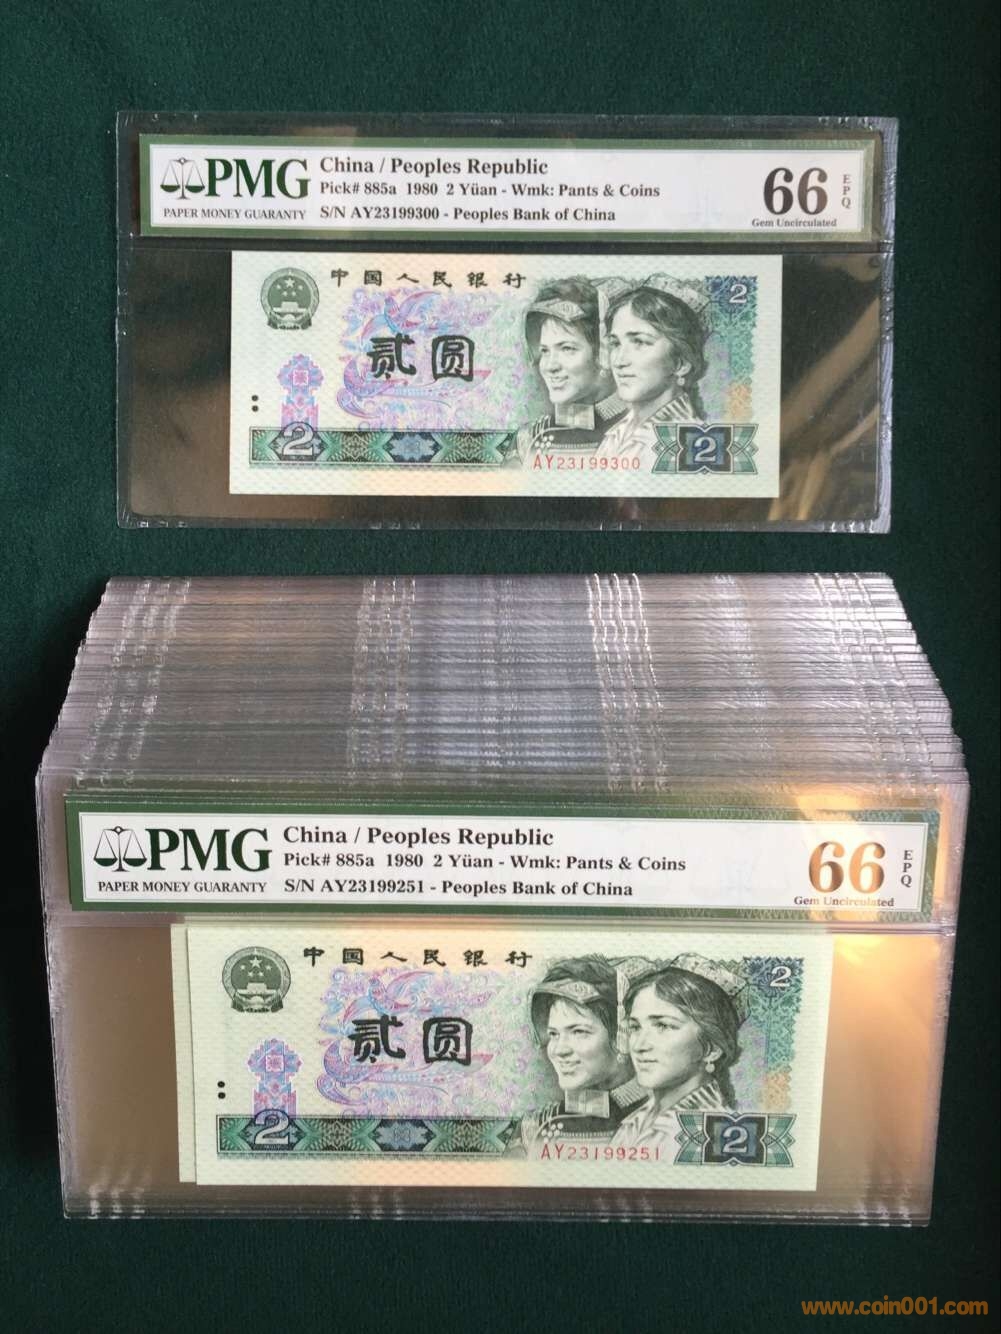 PMG
PAPER MONEY GUARANTY
China / Peoples Republic
Pick# 885a 1980 2 Yüan - Wmk: Pants & Coins
S/N AY23199300 - Peoples Bank of China
66
EPQ
Gem Uncirculated
中国人民银行
2
贰圆
2
AY23199300
2
PMG
PAPER MONEY GUARANTY
China / Peoples Republic
Pick# 885a 1980 2 Yüan - Wmk: Pants & Coins
S/N AY23199251 - Peoples Bank of China
66
EPQ
Gem Uncirculated
中国人民银行
2
贰圆
2
AY23199251
2
www.coin001.com